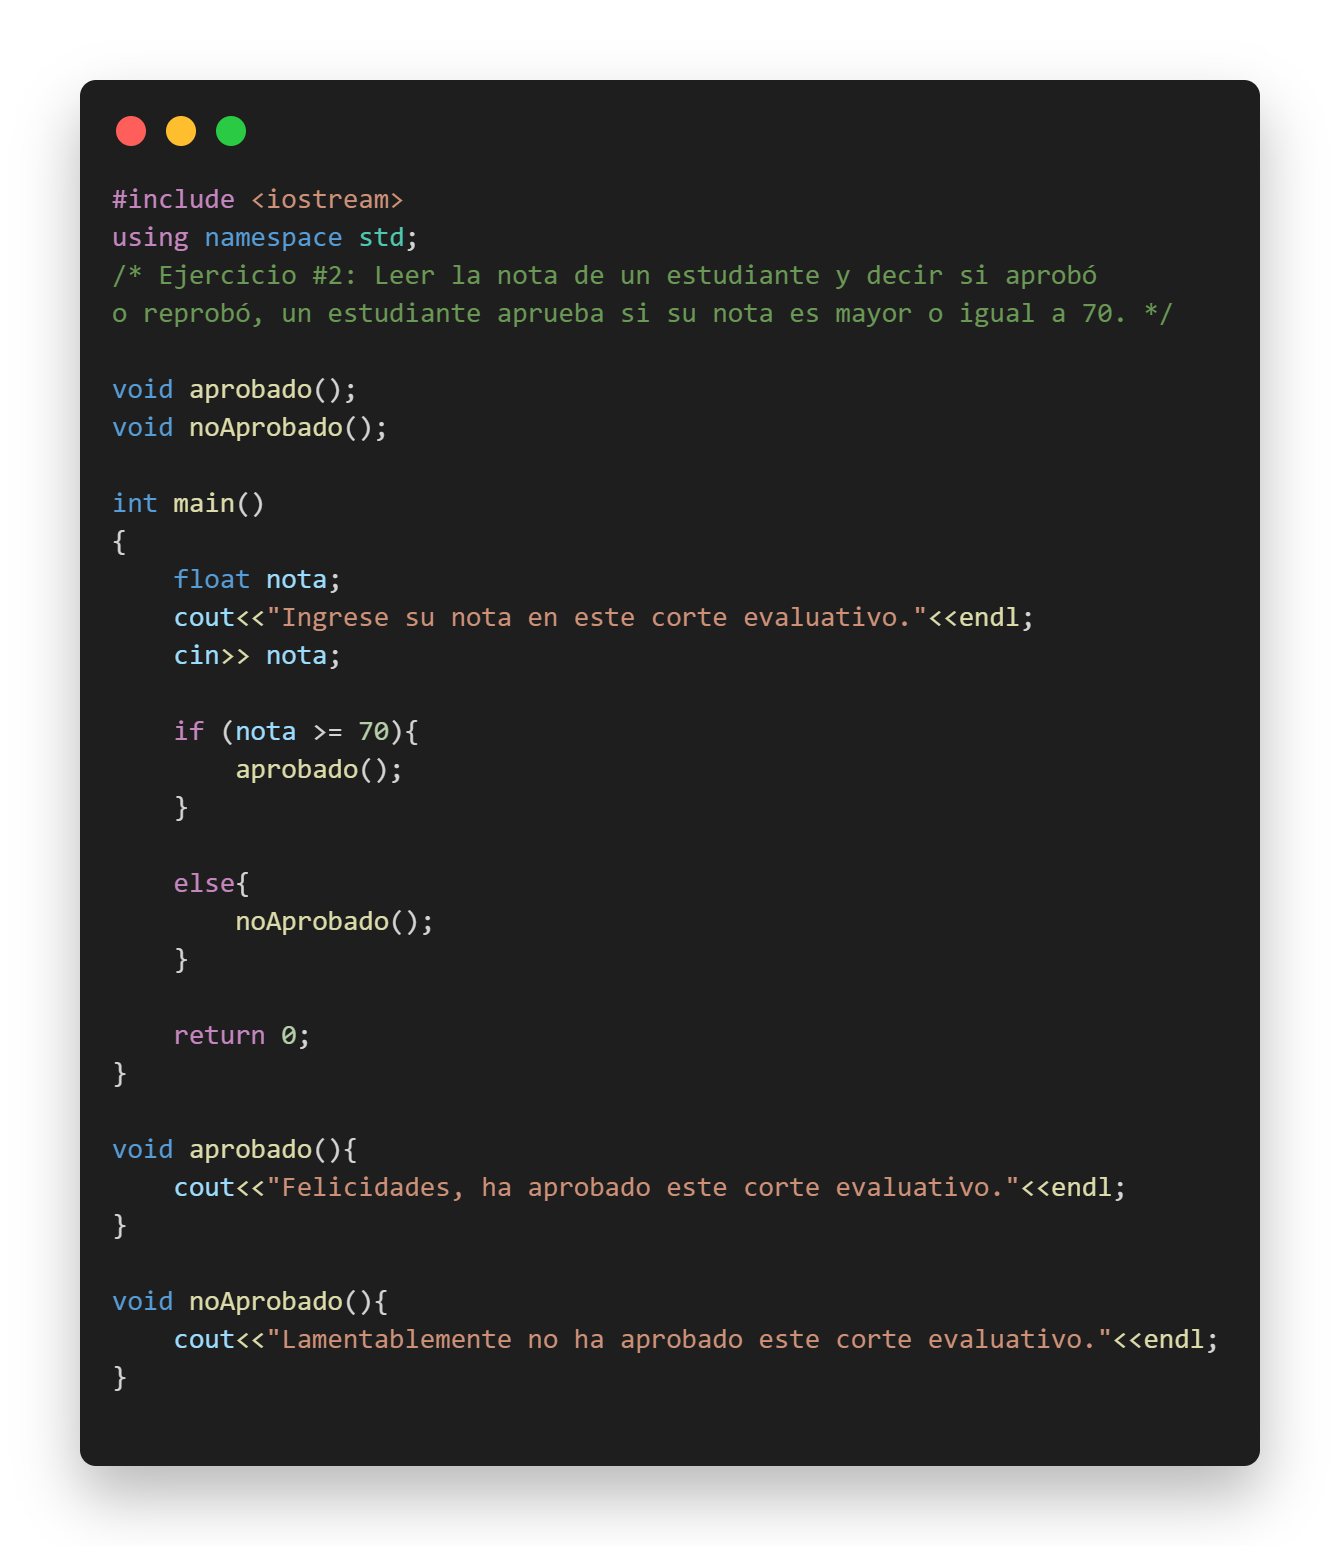 #include <iostream>
using namespace std;
/* Ejercicio #2: Leer la nota de un estudiante y decir si aprobó
o reprobó, un estudiante aprueba si su nota es mayor o igual a 70. */

void aprobado();
void noAprobado();

int main()
{
    float nota;
    cout<<"Ingrese su nota en este corte evaluativo."<<endl;
    cin>> nota;

    if (nota >= 70){
        aprobado();
    }

    else{
        noAprobado();
    }

    return 0;
}

void aprobado(){
    cout<<"Felicidades, ha aprobado este corte evaluativo."<<endl;
}

void noAprobado(){
    cout<<"Lamentablemente no ha aprobado este corte evaluativo."<<endl;
}